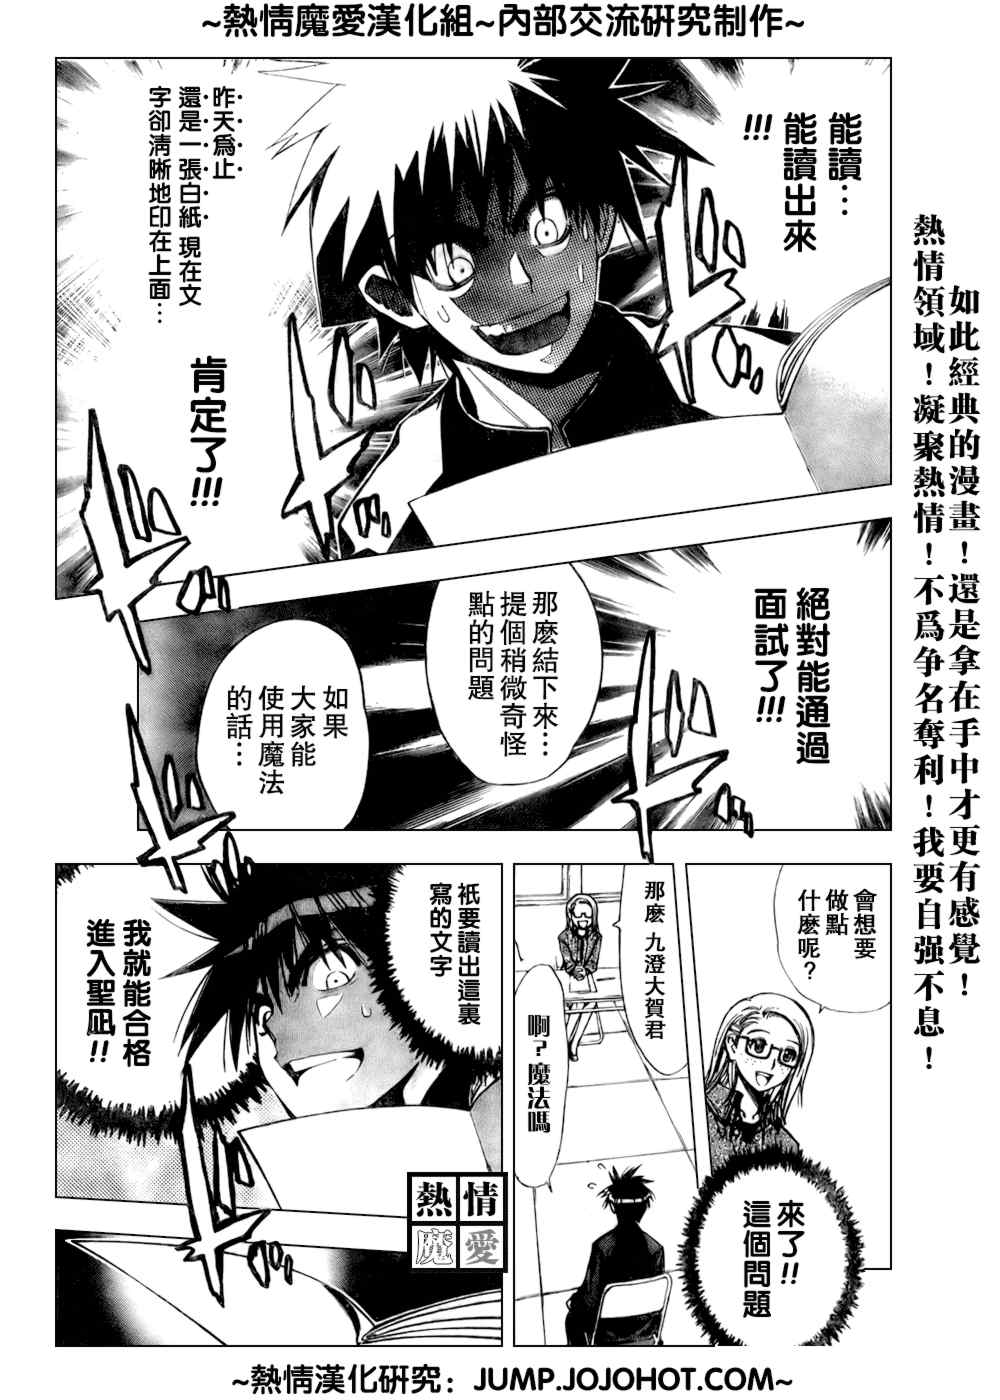 ~熱情魔愛漢化組~內部交流研究制作~
能讀…
能讀出來
!!!
昨天爲止
還是一張白紙 現在文
字卻淸晰地印在上面…
肯定了!!!
絕對能通過
面試了!!!
那麽結下來…
提個稍微奇怪
點的問題
如果
大家能
使用魔法
的話…
會想要
做點
什麽呢？
來了!!
這個問題
那麽 九澄大賀君
啊？魔法嗎
衹要讀出這裏
寫的文字
我就能合格
進入聖凪!!
熱情
魔愛
如此經典的漫畫！還是拿在手中才更有感覺！
熱情領域！凝聚熱情！不爲争名奪利！我要自强不息！
~熱情漢化研究：JUMP.JOJOHOT.COM~